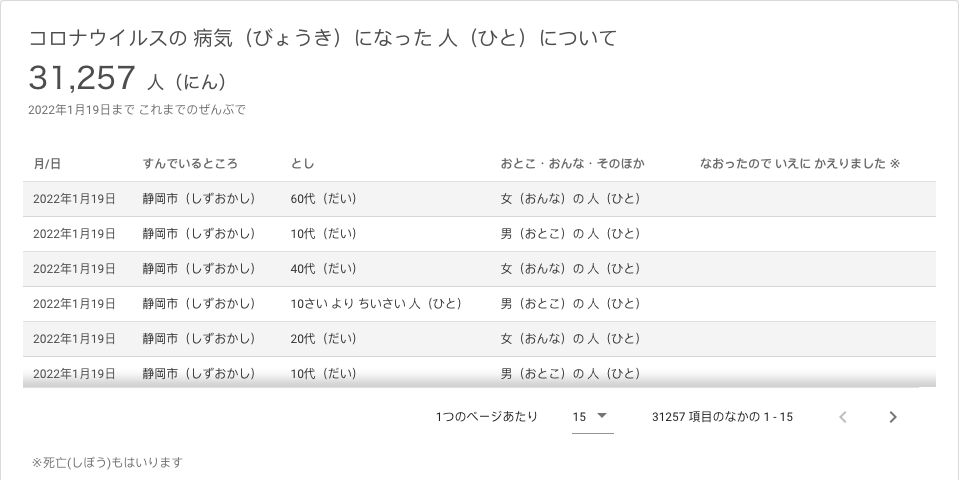 コロナウイルスの 病気（びょうき）になった 人（ひと）について
31,257 人（にん）
2022年1月19日まで これまでのぜんぶで
月/日 すんでいるところ とし おとこ・おんな・そのほか なおったので いえに かえりました ※
2022年1月19日 静岡市（しずおかし） 60代（だい） 女（おんな）の 人（ひと）
2022年1月19日 静岡市（しずおかし） 10代（だい） 男（おとこ）の 人（ひと）
2022年1月19日 静岡市（しずおかし） 40代（だい） 女（おんな）の 人（ひと）
2022年1月19日 静岡市（しずおかし） 10さい より ちいさい 人（ひと） 男（おとこ）の 人（ひと）
2022年1月19日 静岡市（しずおかし） 20代（だい） 女（おんな）の 人（ひと）
2022年1月19日 静岡市（しずおかし） 10代（だい） 男（おとこ）の 人（ひと）
1つのページあたり 15 31257 項目のなかの 1 - 15
※死亡(しぼう)もはいります